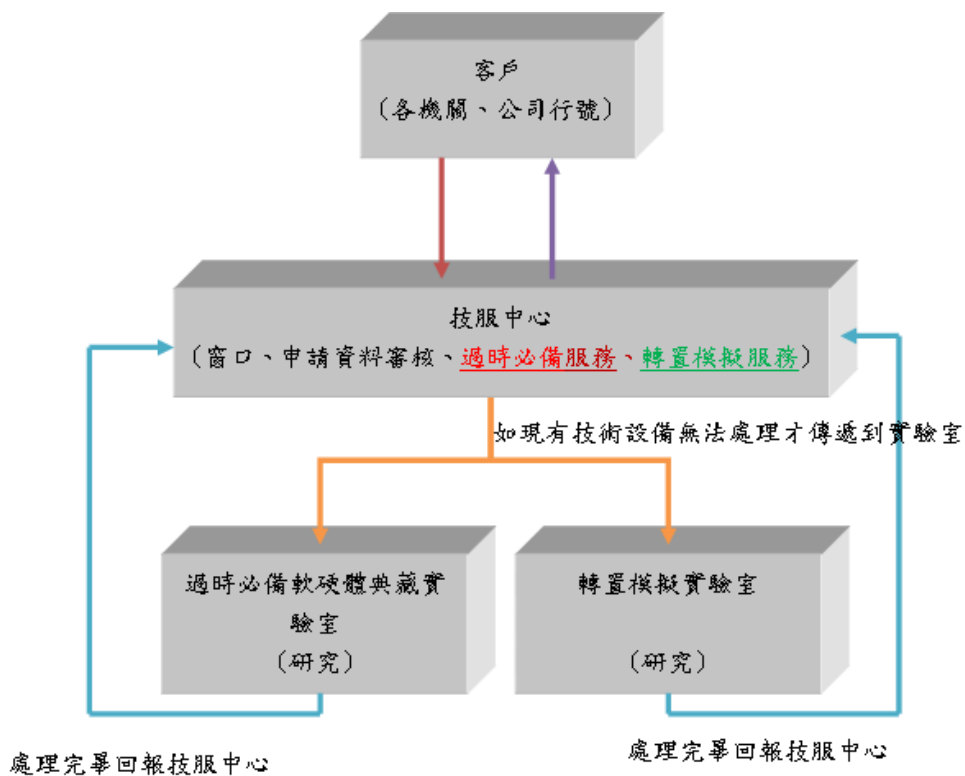 客戶
（各機關、公司行號）
技服中心
（窗口、申請資料審核、過時必備服務、轉置模擬服務）
如現有技術設備無法處理才傳遞到實驗室
過時必備軟硬體典藏實
驗室
（研究）
轉置模擬實驗室
（研究）
處理完畢回報技服中心
處理完畢回報技服中心